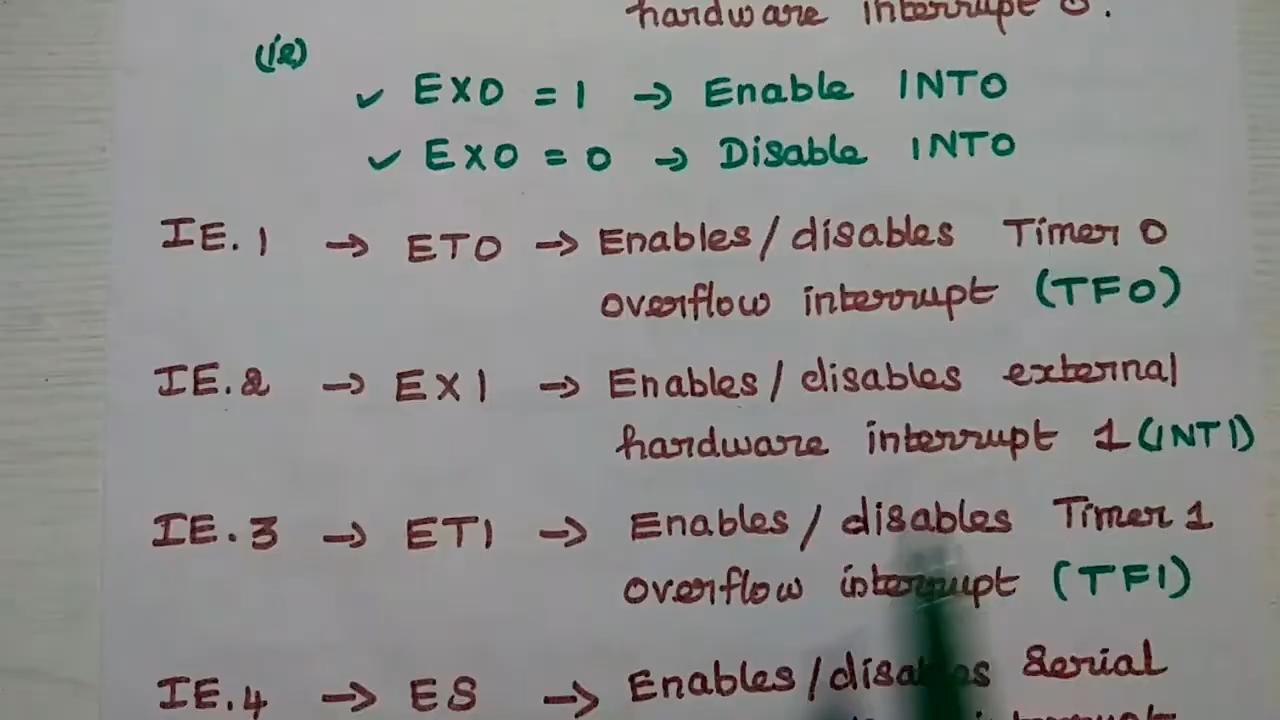 hardware interrupt 0.
(ie)
✓ EX0 = 1 → Enable INT0
✓ EX0 = 0 → Disable INT0
IE.1 → ET0 → Enables/disables Timer 0
overflow interrupt (TF0)
IE.2 → EX1 → Enables/disables external
hardware interrupt 1 (INT1)
IE.3 → ET1 → Enables/disables Timer 1
overflow interrupt (TF1)
IE.4 → ES → Enables/disables Serial